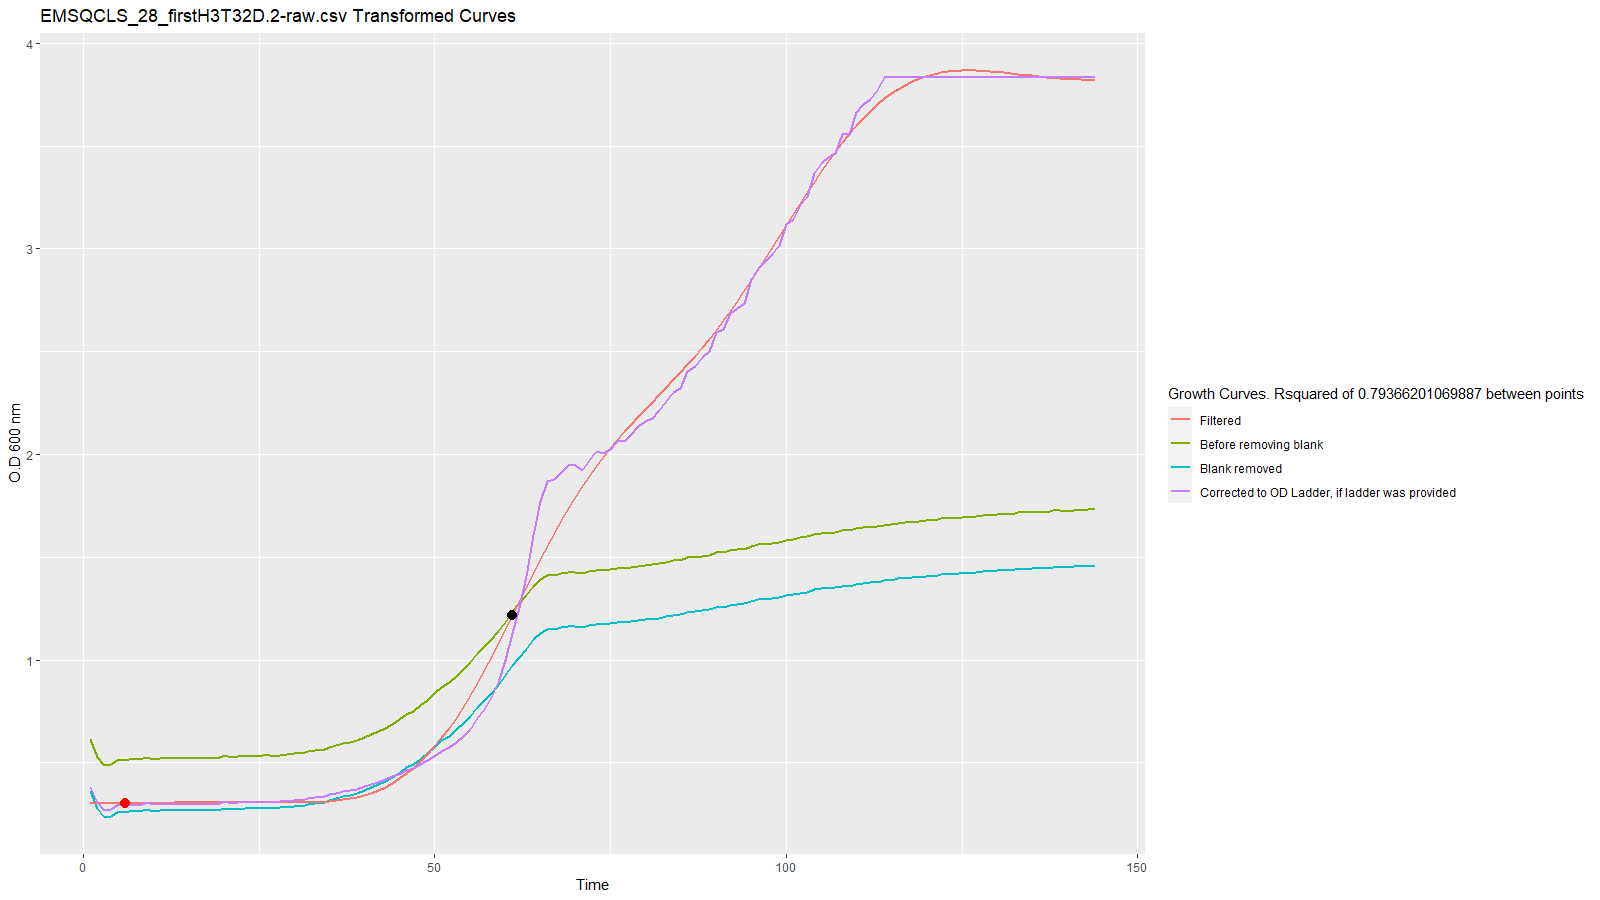 EMSQCLS_28_firstH3T32D.2-raw.csv Transformed Curves
4
3
2
1
O.D 600 nm
0
50
100
150
Time
Growth Curves. Rsquared of 0.79366201069887 between points
Filtered
Before removing blank
Blank removed
Corrected to OD Ladder, if ladder was provided